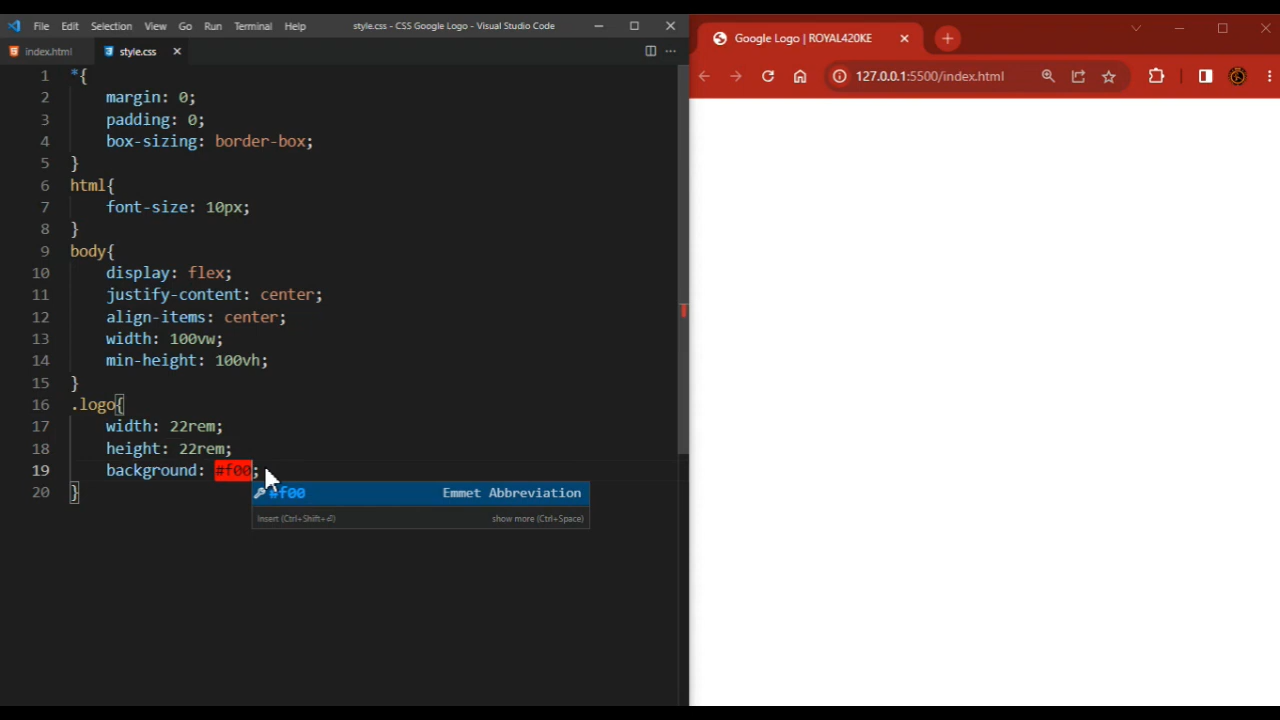 File Edit Selection View Go Run Terminal Help style.css - CSS Google Logo - Visual Studio Code
index.html style.css
1 *{
2 margin: 0;
3 padding: 0;
4 box-sizing: border-box;
5 }
6 html{
7 font-size: 10px;
8 }
9 body{
10 display: flex;
11 justify-content: center;
12 align-items: center;
13 width: 100vw;
14 min-height: 100vh;
15 }
16 .logo{
17 width: 22rem;
18 height: 22rem;
19 background: #f00;
20 }
#f00 Emmet Abbreviation
Insert (Ctrl+Shift+⏎) show more (Ctrl+Space)
Google Logo | ROYAL420KE
127.0.0.1:5500/index.html